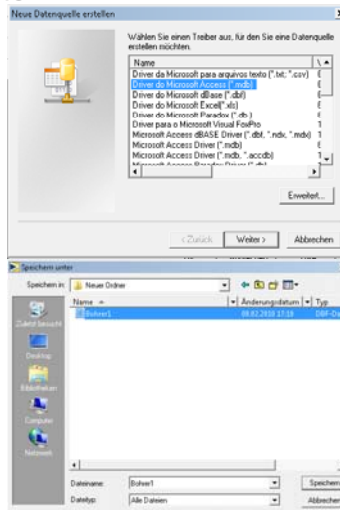 Neue Datenquelle erstellen
Wählen Sie einen Treiber aus, für den Sie eine Datenquelle
erstellen möchten.
Name
Driver da Microsoft para arquivos texto (*.txt; *.csv)
Driver do Microsoft Access (*.mdb)
Driver do Microsoft dBase (*.dbf)
Driver do Microsoft Excel(*.xls)
Driver do Microsoft Paradox (*.db )
Driver para o Microsoft Visual FoxPro
Microsoft Access dBASE Driver (*.dbf, *.ndx, *.mdx)
Microsoft Access Driver (*.mdb)
Microsoft Access Driver (*.mdb, *.accdb)
Erweitert...
< Zurück Weiter > Abbrechen
Speichern unter
Speichern in: Neuer Ordner
Name Änderungsdatum Typ
Bohrer1 17:19 DBF-Da
Zuletzt besucht
Desktop
Bibliotheken
Computer
Netzwerk
Dateiname: Bohrer1 Speichern
Dateityp: Alle Dateien Abbrechen